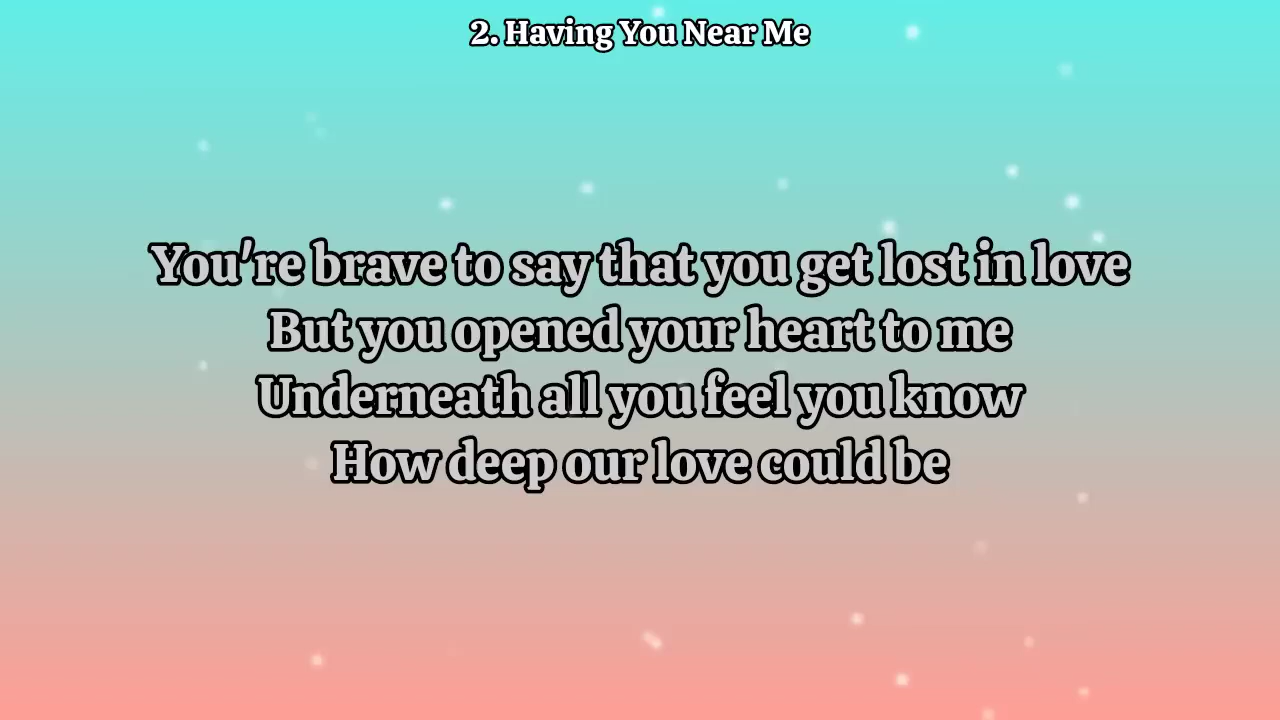 2. Having You Near Me
You're brave to say that you get lost in love
But you opened your heart to me
Underneath all you feel you know
How deep our love could be